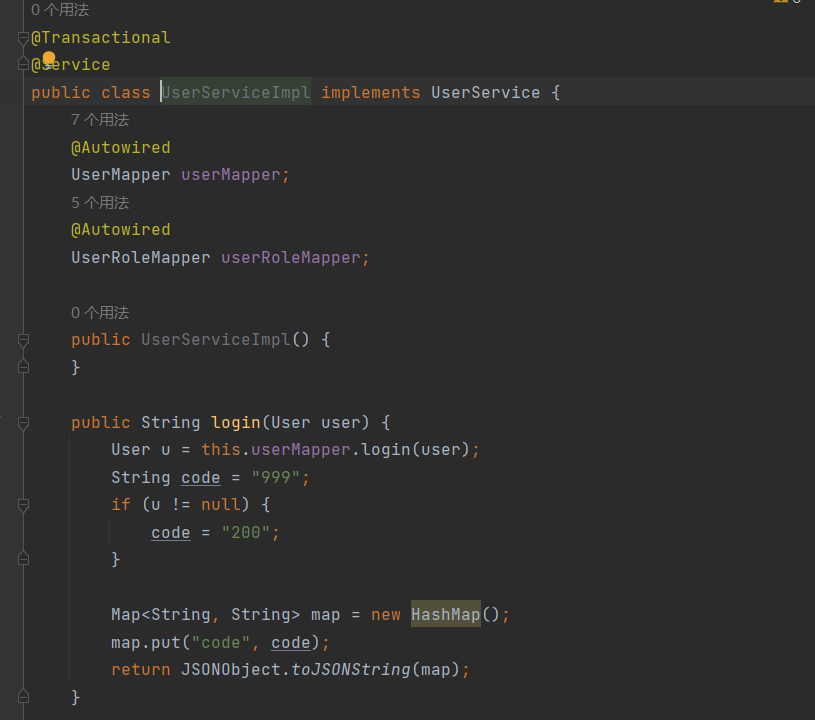 0 个用法
@Transactional
@Service
public class UserServiceImpl implements UserService {
7 个用法
@Autowired
UserMapper userMapper;
5 个用法
@Autowired
UserRoleMapper userRoleMapper;
0 个用法
public UserServiceImpl() {
}
public String login(User user) {
User u = this.userMapper.login(user);
String code = "999";
if (u != null) {
code = "200";
}
Map<String, String> map = new HashMap();
map.put("code", code);
return JSONObject.toJSONString(map);
}